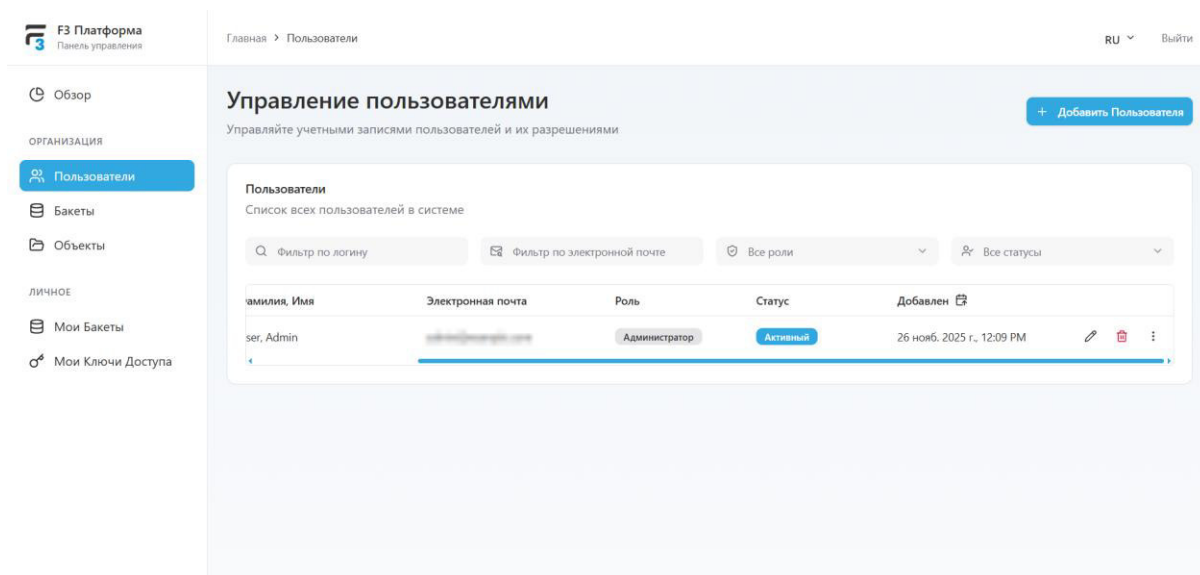 F3 Платформа
Панель управления
Главная > Пользователи
RU
Выйти
Обзор
ОРГАНИЗАЦИЯ
Пользователи
Бакеты
Объекты
ЛИЧНОЕ
Мои Бакеты
Мои Ключи Доступа
Управление пользователями
Управляйте учетными записями пользователей и их разрешениями
+ Добавить Пользователя
Пользователи
Список всех пользователей в системе
Фильтр по логину
Фильтр по электронной почте
Все роли
Все статусы
амилия, Имя
Электронная почта
Роль
Статус
Добавлен
ser, Admin
Администратор
Активный
26 нояб. 2025 г., 12:09 PM